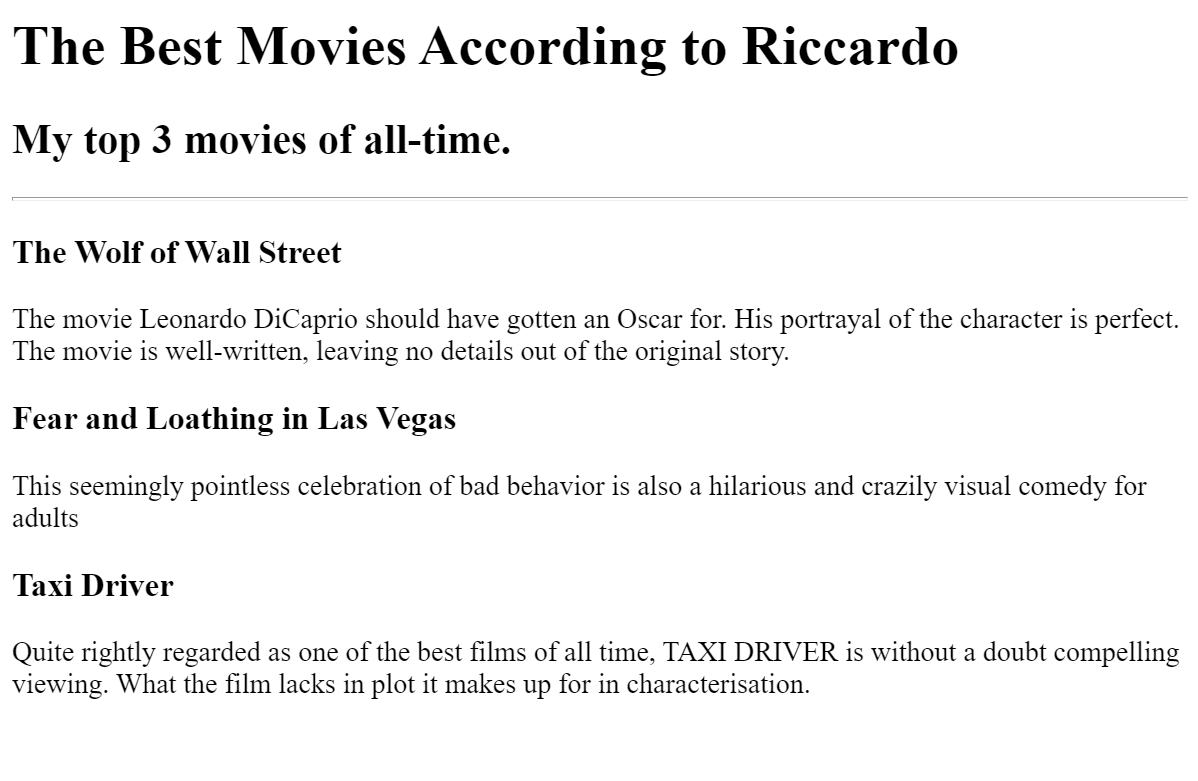 The Best Movies According to Riccardo
My top 3 movies of all-time.
The Wolf of Wall Street
The movie Leonardo DiCaprio should have gotten an Oscar for. His portrayal of the character is perfect.
The movie is well-written, leaving no details out of the original story.
Fear and Loathing in Las Vegas
This seemingly pointless celebration of bad behavior is also a hilarious and crazily visual comedy for
adults
Taxi Driver
Quite rightly regarded as one of the best films of all time, TAXI DRIVER is without a doubt compelling
viewing. What the film lacks in plot it makes up for in characterisation.